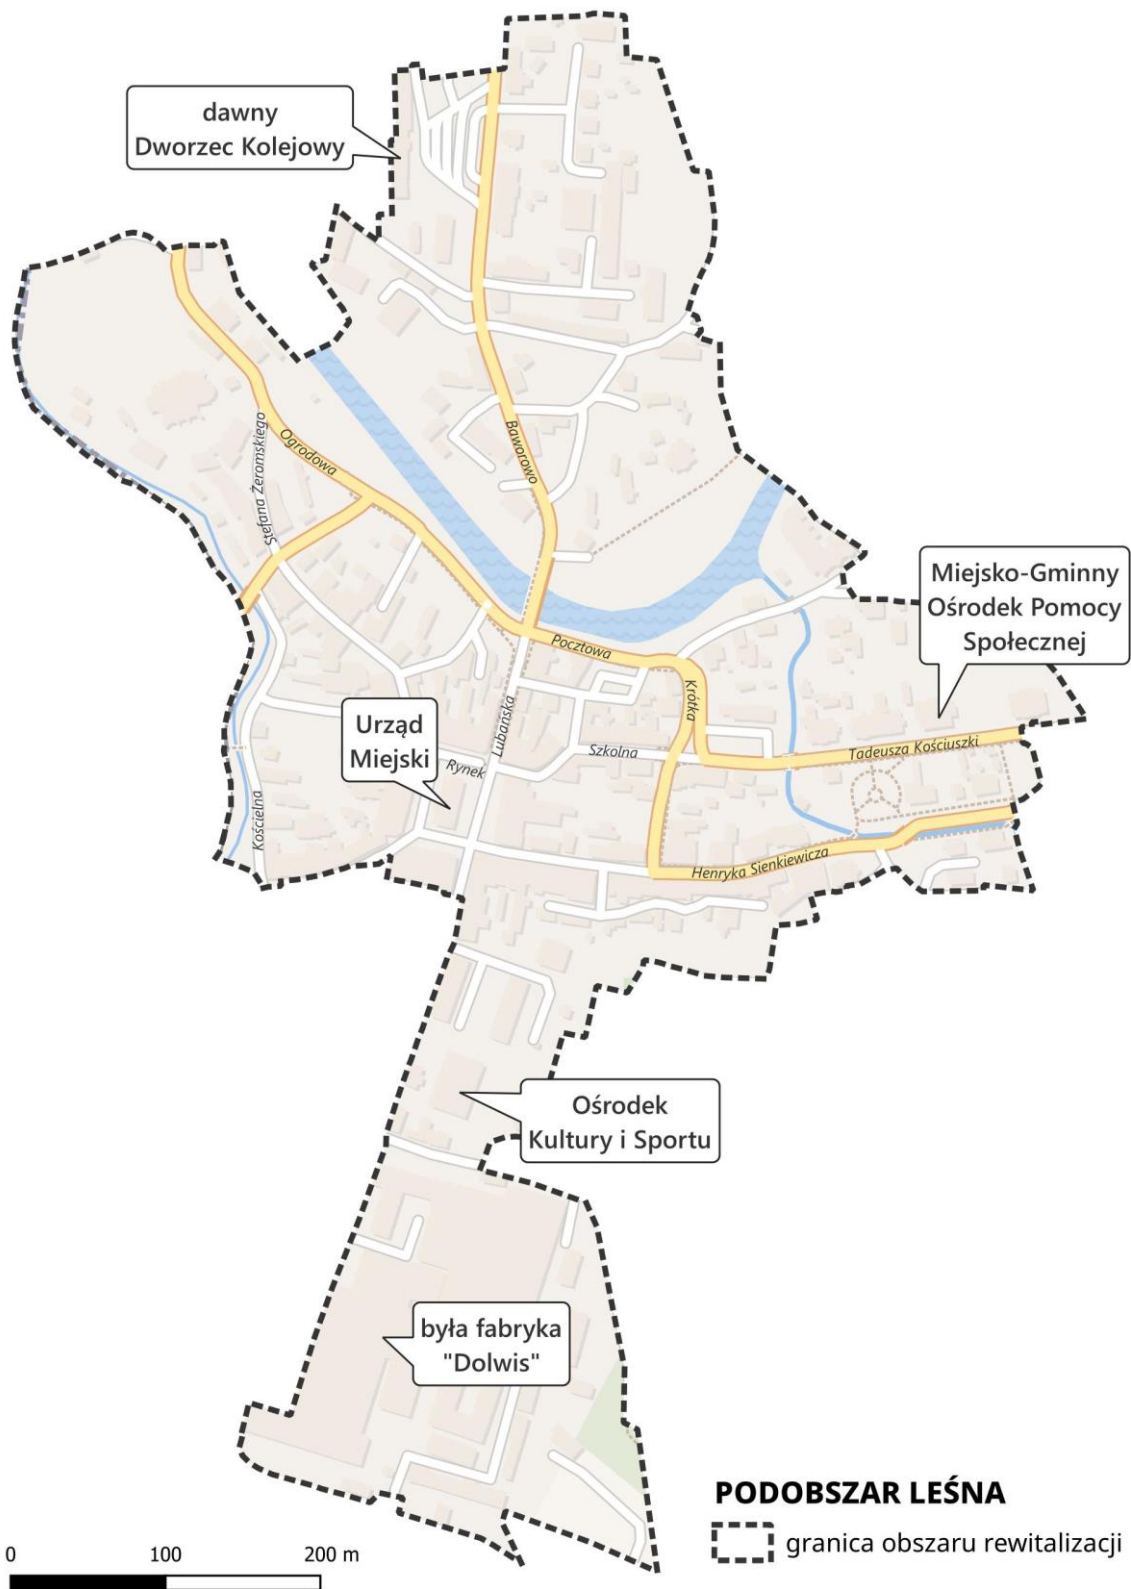 dawny
Dworzec Kolejowy
Stefana Żeromskiego
Ogrodowa
Baworowo
Miejsko-Gminny
Ośrodek Pomocy
Społecznej
Pocztowa
Krótka
Urząd
Miejski
Lubańska
Rynek
Szkolna
Tadeusza Kościuszki
Kościelna
Henryka Sienkiewicza
Ośrodek
Kultury i Sportu
była fabryka
"Dolwis"
PODOBSZAR LEŚNA
granica obszaru rewitalizacji
0 100 200 m